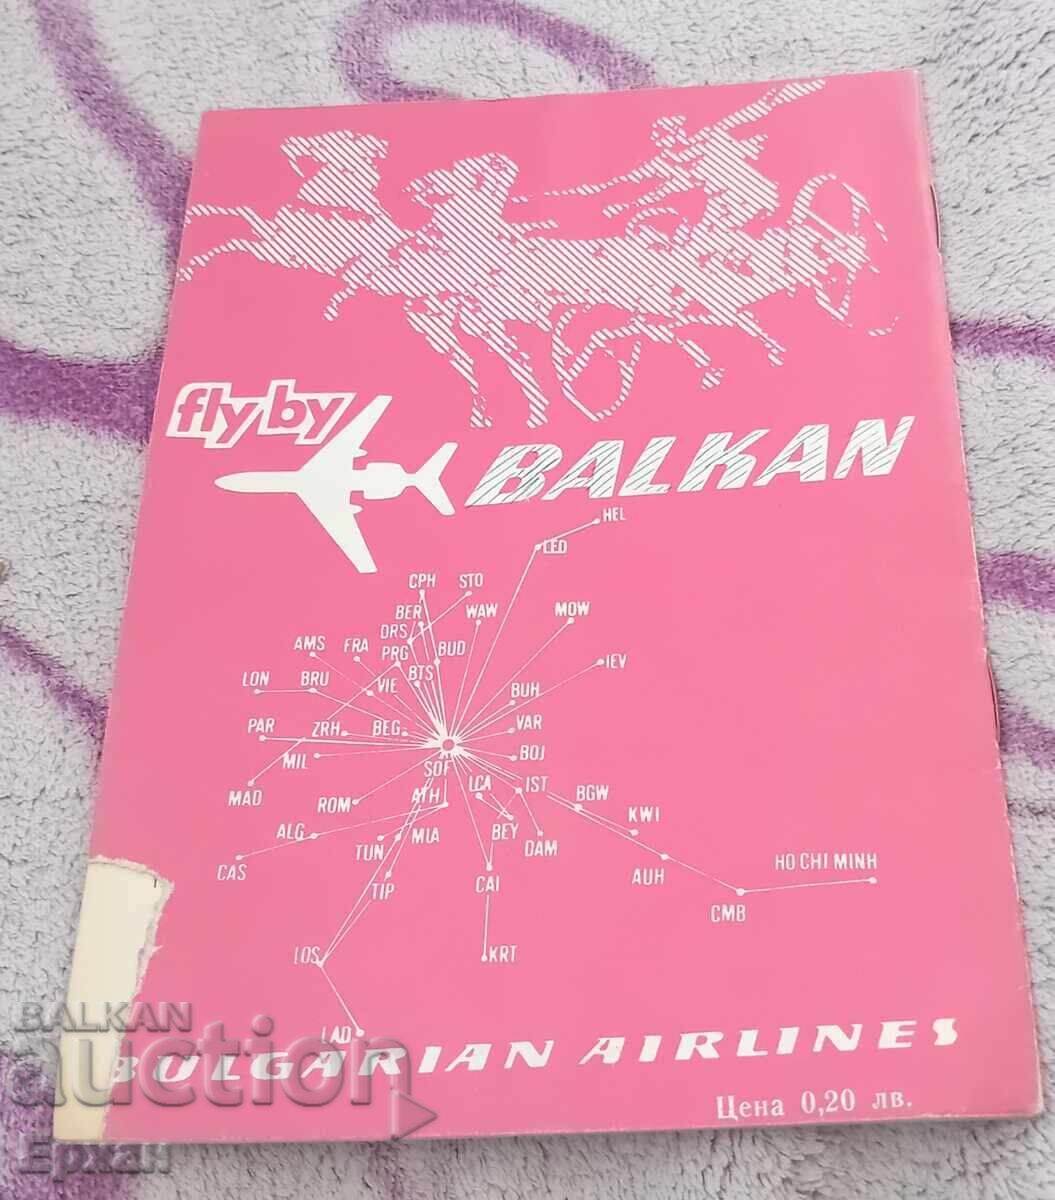 fly by
BALKAN
HEL
LED
CPH
STO
BER
WAW
MOW
DRS
AMS
FRA
PRG
BUD
IEV
BTS
LON
BRU
VIE
BUH
PAR
ZRH
BEG
VAR
MIL
SOF
BOJ
MAD
ROM
ATH
LCA
IST
BGW
ALG
TUN
MIA
BEY
DAM
KWI
CAS
TIP
CAI
AUH
HO CHI MINH
CMB
LOS
KRT
LAD
BULGARIAN AIRLINES
Цена 0,20 лв.
BALKAN
auction
Ерхан